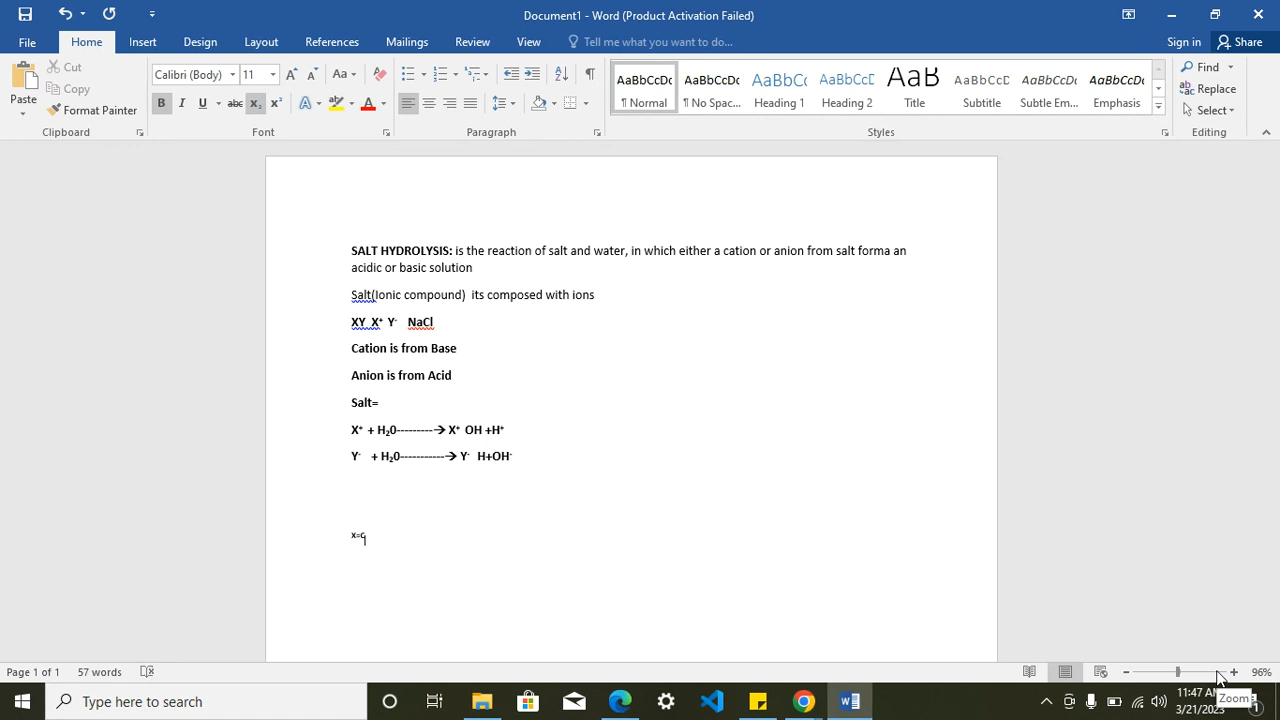 Document1 - Word (Product Activation Failed)
File Home Insert Design Layout References Mailings Review View Tell me what you want to do... Sign in Share
Paste Cut Copy Format Painter
Calibri (Body) 11
AaBbCcDc AaBbCcDc AaBbCc AaBbCcD AaB AaBbCcD AaBbCcDc AaBbCcDc
¶ Normal ¶ No Spac... Heading Heading 2 Title Subtitle Subtle Em... Emphasis
Find Replace Select
Clipboard Font Paragraph Styles Editing
SALT HYDROLYSIS: is the reaction of salt and water, in which either a cation or anion from salt forma an
acidic or basic solution
Salt(Ionic compound) its composed with ions
XY X⁺ Y⁻ NaCl
Cation is from Base
Anion is from Acid
Salt=
X⁺ + H₂0---------→ X⁺ OH +H⁺
Y⁻ + H₂0-----------→ Y⁻ H+OH⁻
x=c
Page 1 of 1 57 words 96%
Zoom
Type here to search
11:47
3/21/2023
1